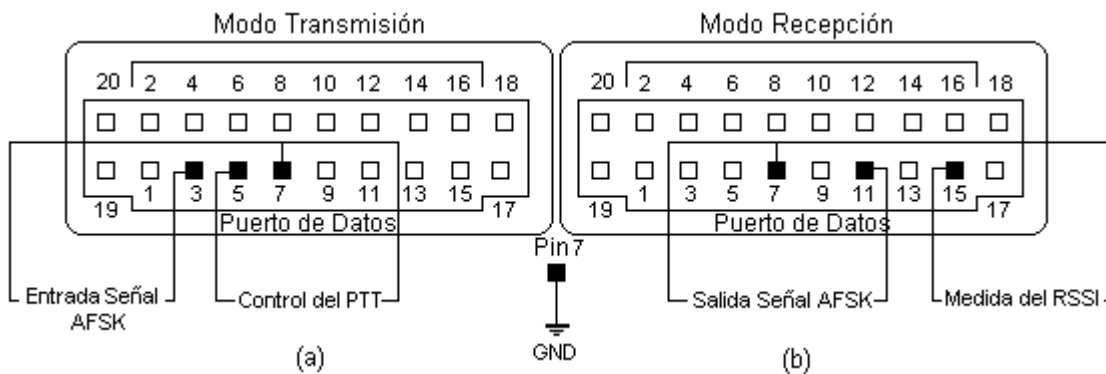 Modo Transmisión
20 2 4 6 8 10 12 14 16 18
1 3 5 7 9 11 13 15
19 17
Puerto de Datos
Entrada Señal
AFSK
Control del PTT
(a)
Modo Recepción
20 2 4 6 8 10 12 14 16 18
1 3 5 7 9 11 13 15
19 17
Puerto de Datos
Salida Señal AFSK
Medida del RSSI
(b)
Pin7
GND